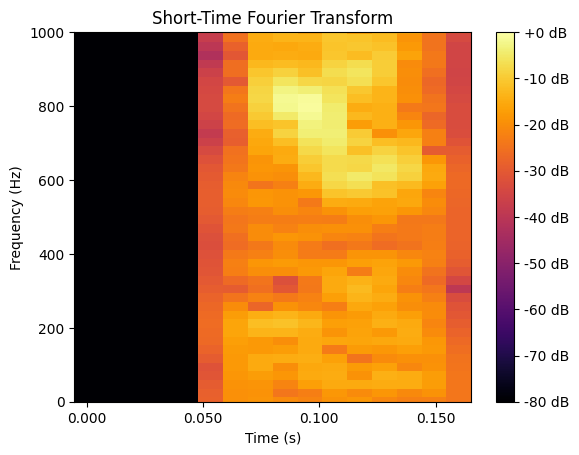 Short-Time Fourier Transform
1000
800
600
400
200
0
Frequency (Hz)
0.000
0.050
0.100
0.150
Time (s)
+0 dB
-10 dB
-20 dB
-30 dB
-40 dB
-50 dB
-60 dB
-70 dB
-80 dB